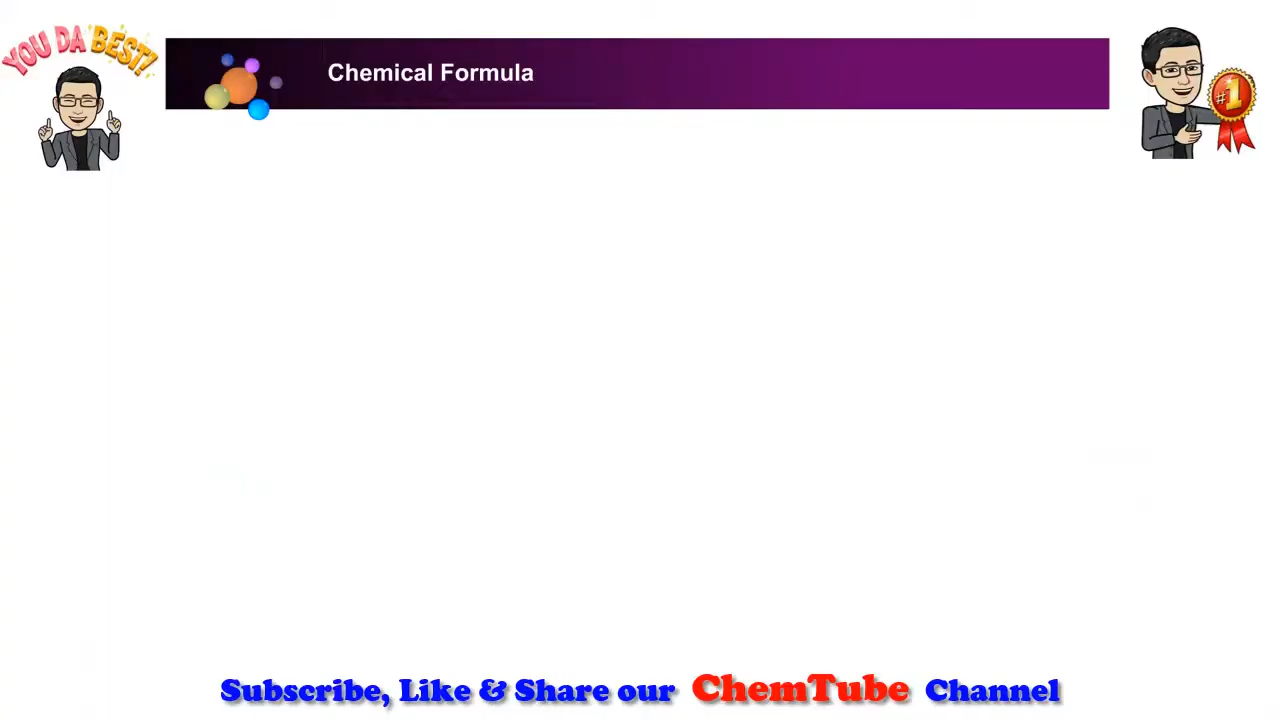 YOU DA BEST!
Chemical Formula
#1
Subscribe, Like & Share our ChemTube Channel